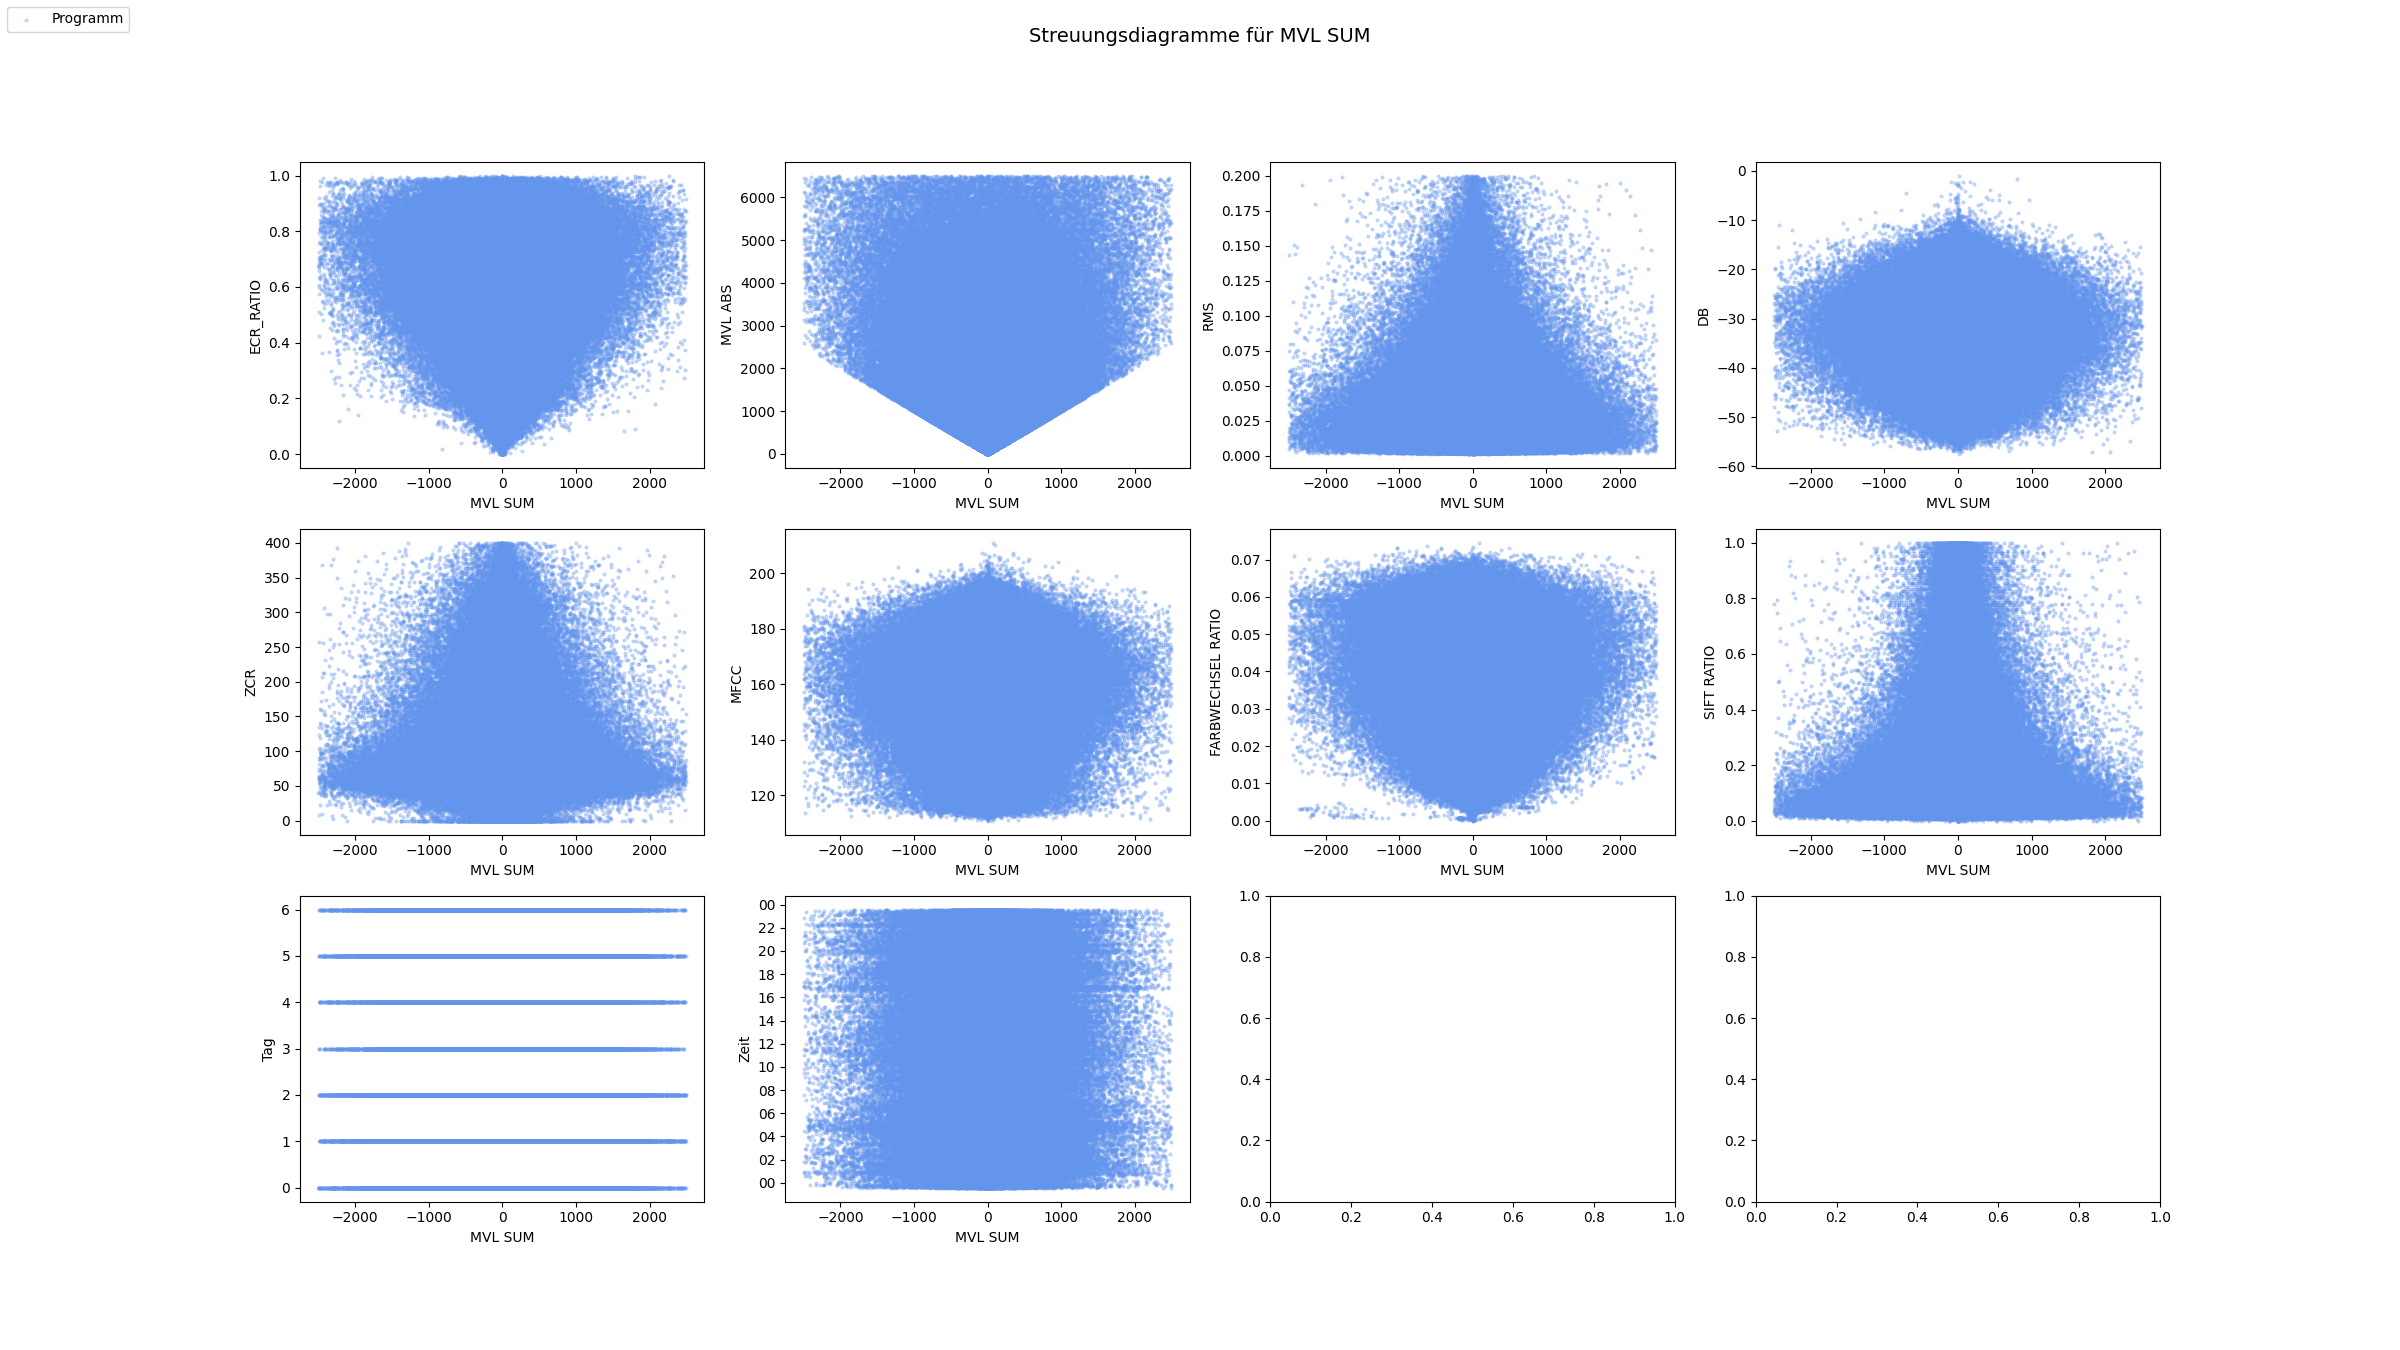 Programm
Streuungsdiagramme für MVL SUM
ECR_RATIO
1.0
0.8
0.6
0.4
0.2
0.0
−2000 −1000 0 1000 2000
MVL SUM
MVL ABS
6000
5000
4000
3000
2000
1000
0
−2000 −1000 0 1000 2000
MVL SUM
RMS
0.200
0.175
0.150
0.125
0.100
0.075
0.050
0.025
0.000
−2000 −1000 0 1000 2000
MVL SUM
DB
0
−10
−20
−30
−40
−50
−60
−2000 −1000 0 1000 2000
MVL SUM
ZCR
400
350
300
250
200
150
100
50
0
−2000 −1000 0 1000 2000
MVL SUM
MFCC
200
180
160
140
120
−2000 −1000 0 1000 2000
MVL SUM
FARBWECHSEL RATIO
0.07
0.06
0.05
0.04
0.03
0.02
0.01
0.00
−2000 −1000 0 1000 2000
MVL SUM
SIFT RATIO
1.0
0.8
0.6
0.4
0.2
0.0
−2000 −1000 0 1000 2000
MVL SUM
Tag
6
5
4
3
2
1
0
−2000 −1000 0 1000 2000
MVL SUM
Zeit
00
22
20
18
16
14
12
10
08
06
04
02
00
−2000 −1000 0 1000 2000
MVL SUM
1.0
0.8
0.6
0.4
0.2
0.0
0.0 0.2 0.4 0.6 0.8 1.0
1.0
0.8
0.6
0.4
0.2
0.0
0.0 0.2 0.4 0.6 0.8 1.0